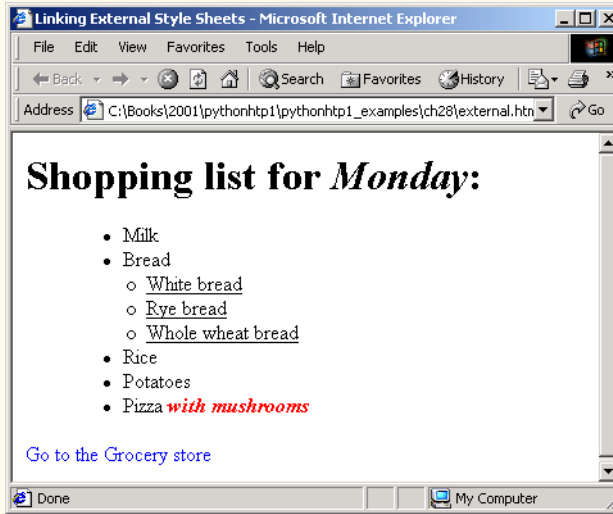 Linking External Style Sheets - Microsoft Internet Explorer
File Edit View Favorites Tools Help
Back Search Favorites History »
Address C:\Books\2001\pythonhtp1\pythonhtp1_examples\ch28\external.htm Go
Shopping list for Monday:
Milk
Bread
White bread
Rye bread
Whole wheat bread
Rice
Potatoes
Pizza with mushrooms
Go to the Grocery store
Done My Computer